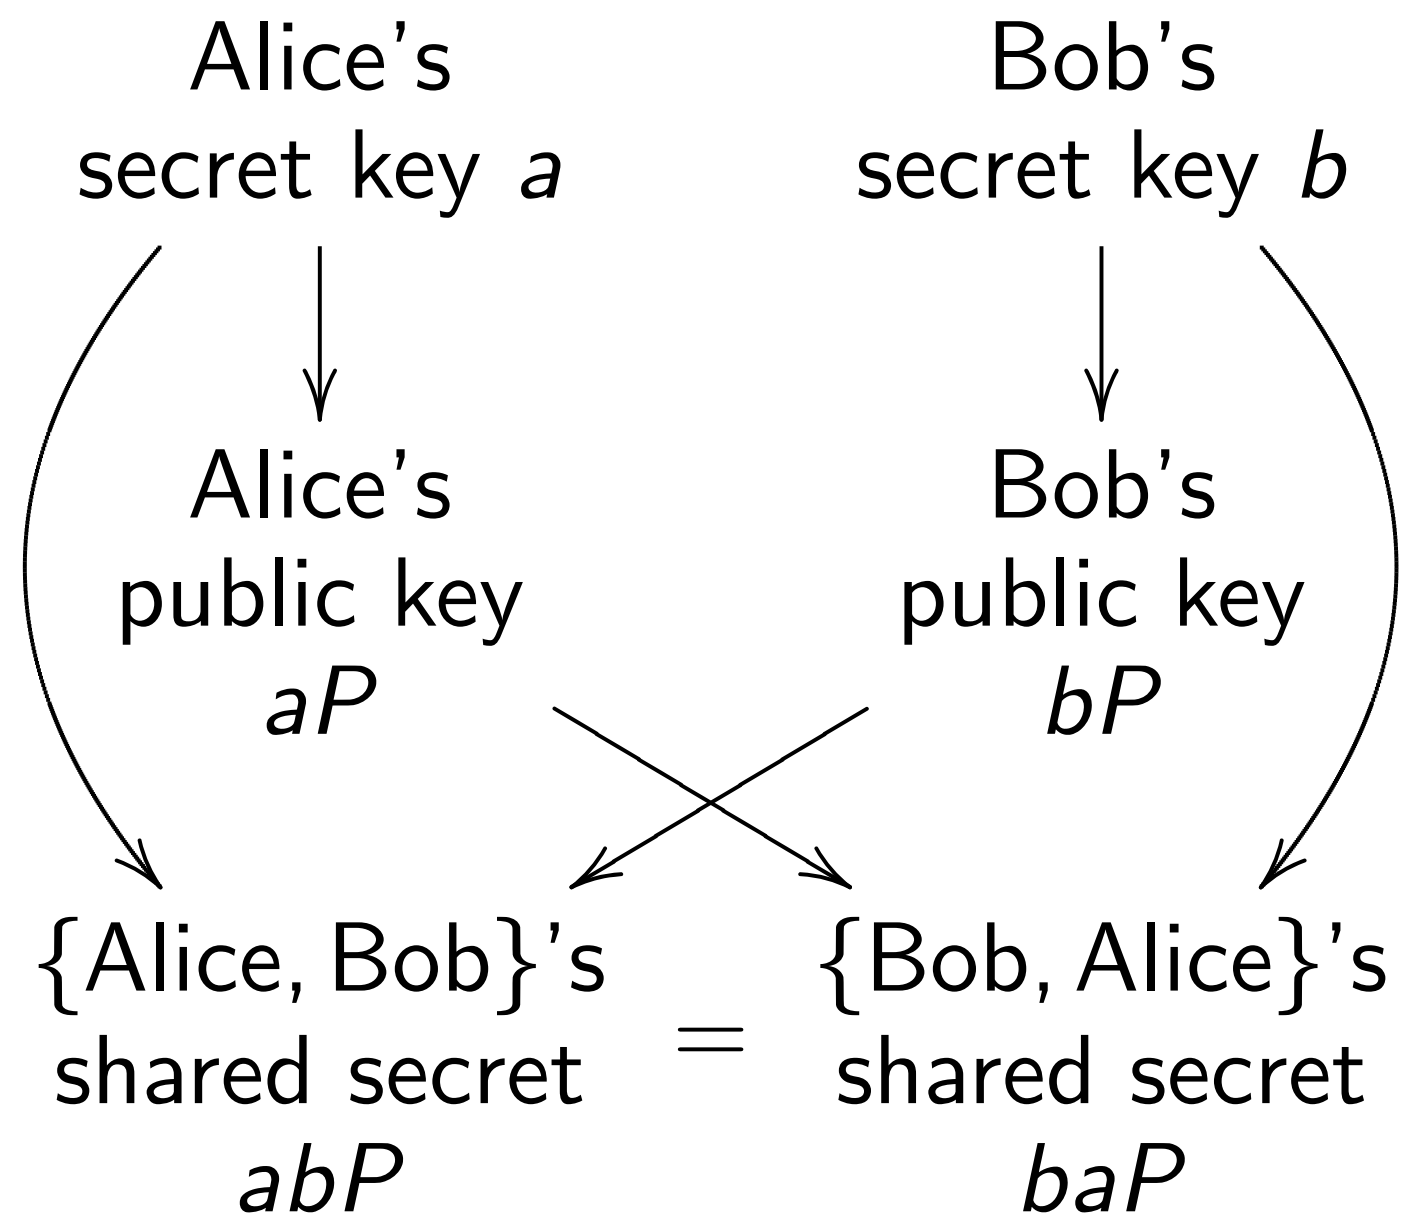 Alice’s
secret key a
Bob’s
secret key b
Alice’s
public key
aP
Bob’s
public key
bP
{Alice, Bob}’s
shared secret
abP
=
{Bob, Alice}’s
shared secret
baP